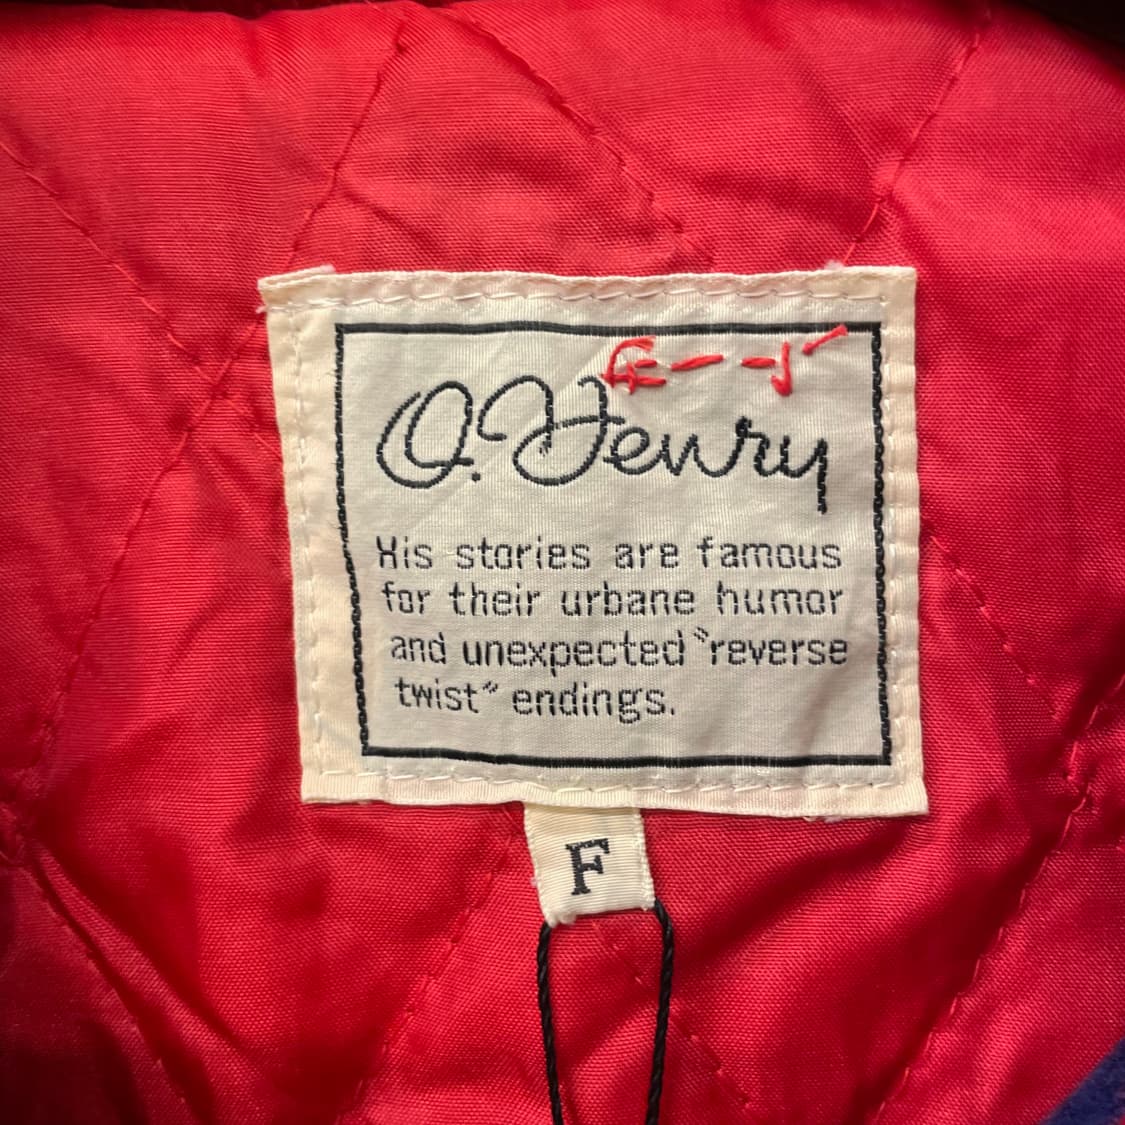 O.Henry
His stories are famous
for their urbane humor
and unexpected "reverse
twist" endings.
F